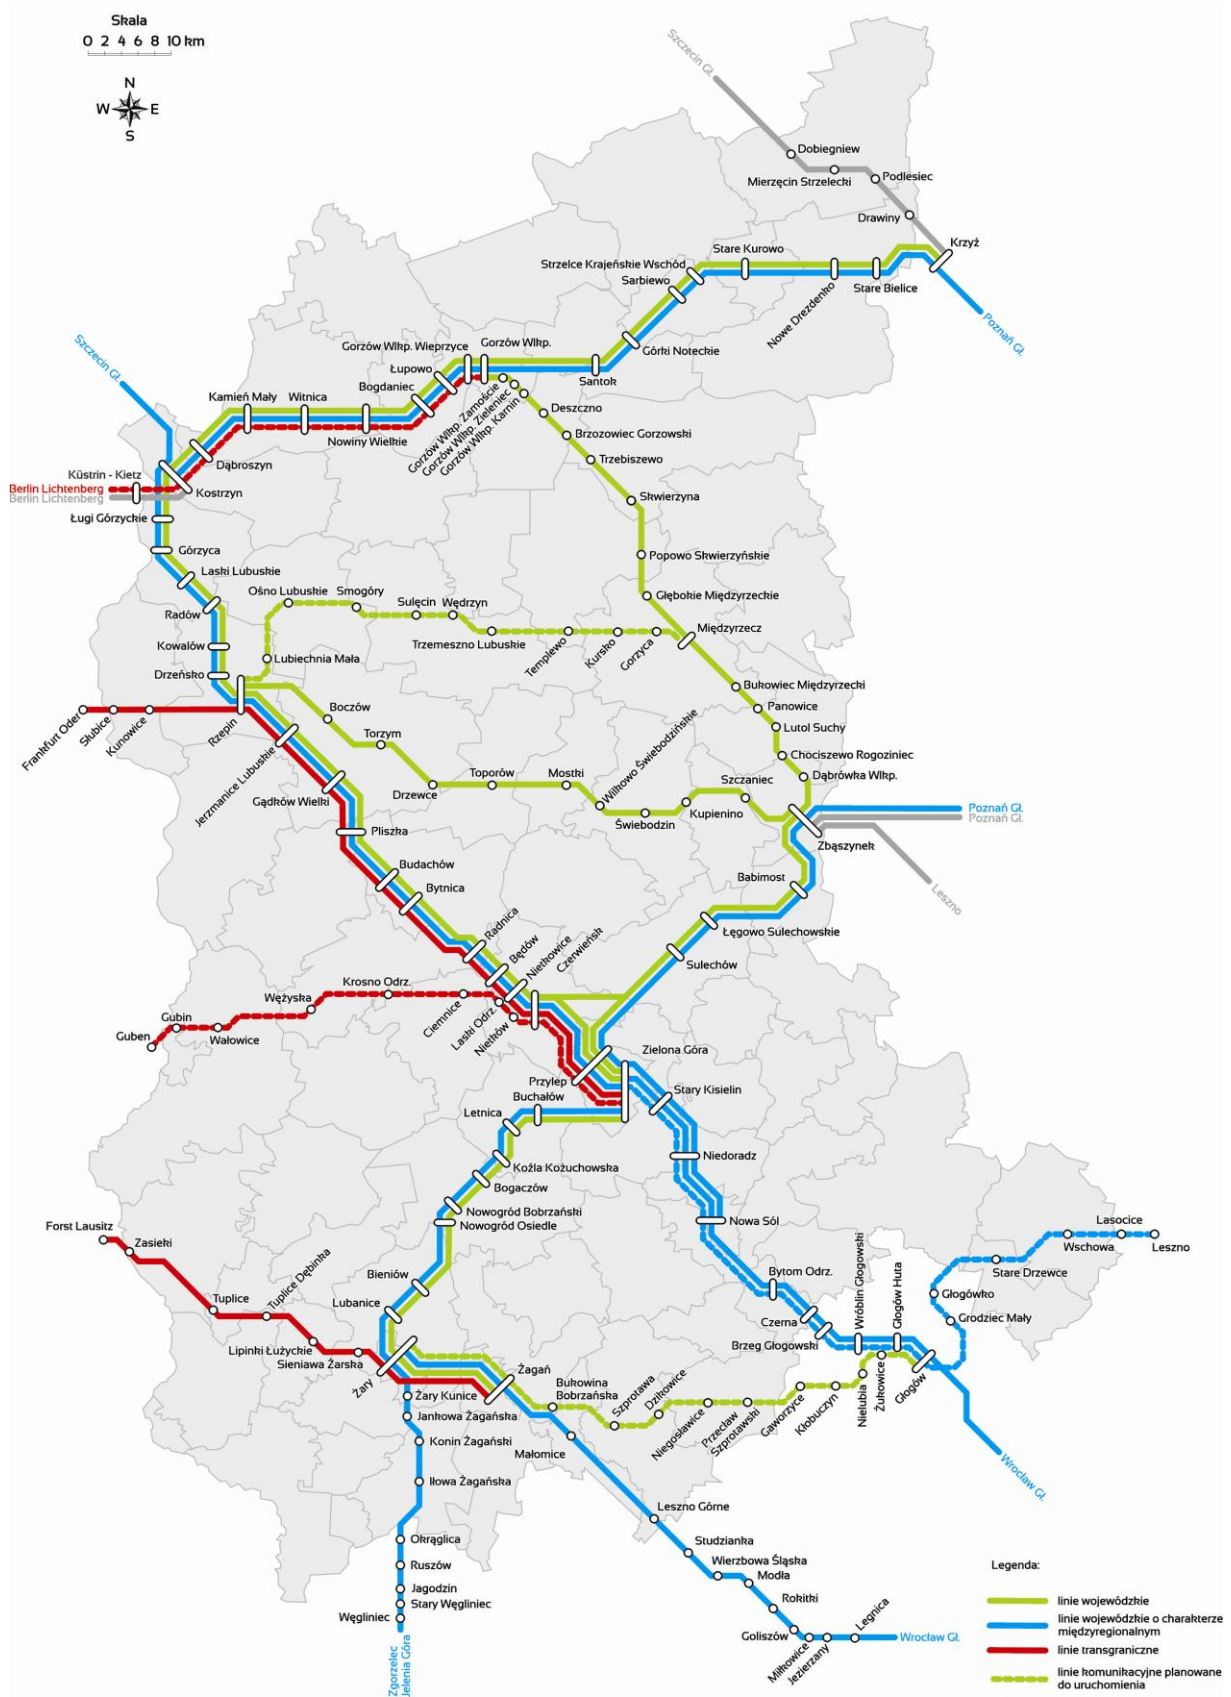 Skala
0 2 4 6 8 10 km
N
W E
S
Szczecin Gł.
Dobiegniew
Mierzęcin Strzelecki
Podlesiec
Drawiny
Krzyż
Stare Kurowo
Strzelce Krajeńskie Wschód
Sarbiewo
Nowe Drezdenko
Stare Bielice
Poznań Gł.
Górki Noteckie
Santok
Gorzów Wlkp. Wieprzyce
Gorzów Wlkp.
Łupowo
Bogdaniec
Szczecin Gł.
Kamień Mały
Witnica
Nowiny Wielkie
Gorzów Wlkp. Zamoście
Gorzów Wlkp. Zieleniec
Gorzów Wlkp. Karnin
Deszczno
Brzozowiec Gorzowski
Trzebiszewo
Skwierzyna
Dąbroszyn
Küstrin - Kietz
Berlin Lichtenberg
Berlin Lichtenberg
Kostrzyn
Ługi Górzyckie
Górzyca
Popowo Skwierzyńskie
Laski Lubuskie
Głębokie Międzyrzeckie
Radów
Ośno Lubuskie
Smogóry
Sulęcin
Wędrzyn
Trzemeszno Lubuskie
Templewo
Kursko
Gorzyca
Międzyrzecz
Kowalów
Lubiechnia Mała
Drzeńsko
Bukowiec Międzyrzecki
Panowice
Lutol Suchy
Chociszewo Rogoziniec
Dąbrówka Wlkp.
Frankfurt Oder
Słubice
Kunowice
Rzepin
Boczów
Torzym
Jerzmanice Lubuskie
Gądków Wielki
Drzewce
Toporów
Mostki
Wilkowo Świebodzińskie
Świebodzin
Kupienino
Szczaniec
Poznań Gł.
Poznań Gł.
Zbąszynek
Leszno
Pliszka
Budachów
Bytnica
Babimost
Łęgowo Sulechowskie
Sulechów
Radnica
Będów
Nietkowice
Czerwieńsk
Krosno Odrz.
Wężyska
Ciemnice
Laski Odrz.
Nietków
Gubin
Guben
Wałowice
Zielona Góra
Przylep
Stary Kisielin
Buchałów
Letnica
Niedoradz
Koźla Kożuchowska
Bogaczów
Nowogród Bobrzański
Nowogród Osiedle
Nowa Sól
Forst Lausitz
Zasieki
Tuplice
Tuplice Dębinka
Bieniów
Lubanice
Bytom Odrz.
Czerna
Brzeg Głogowski
Wróblin Głogowski
Głogów Huta
Lasocice
Wschowa
Leszno
Stare Drzewce
Głogówko
Grodziec Mały
Lipinki Łużyckie
Sieniawa Żarska
Żary
Żagań
Bukowina
Bobrzańska
Szprotawa
Dzikowice
Niegosławice
Przecław
Szprotawski
Gaworzyce
Kłobuczyn
Nielubia
Żukowice
Głogów
Żary Kunice
Jankowa Żagańska
Konin Żagański
Małomice
Iłowa Żagańska
Wrocław Gł.
Leszno Górne
Okrąglica
Studzianka
Ruszów
Wierzbowa Śląska
Modła
Jagodzin
Stary Węgliniec
Rokitki
Węgliniec
Goliszów
Miłkowice
Jezierzany
Legnica
Wrocław Gł.
Zgorzelec
Jelenia Góra
Legenda:
linie wojewódzkie
linie wojewódzkie o charakterze
międzyregionalnym
linie transgraniczne
linie komunikacyjne planowane
do uruchomienia